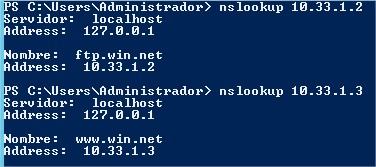 PS C:\Users\Administrador> nslookup 10.33.1.2
Servidor:  localhost
Address:  127.0.0.1
Nombre:  ftp.win.net
Address:  10.33.1.2
PS C:\Users\Administrador> nslookup 10.33.1.3
Servidor:  localhost
Address:  127.0.0.1
Nombre:  www.win.net
Address:  10.33.1.3